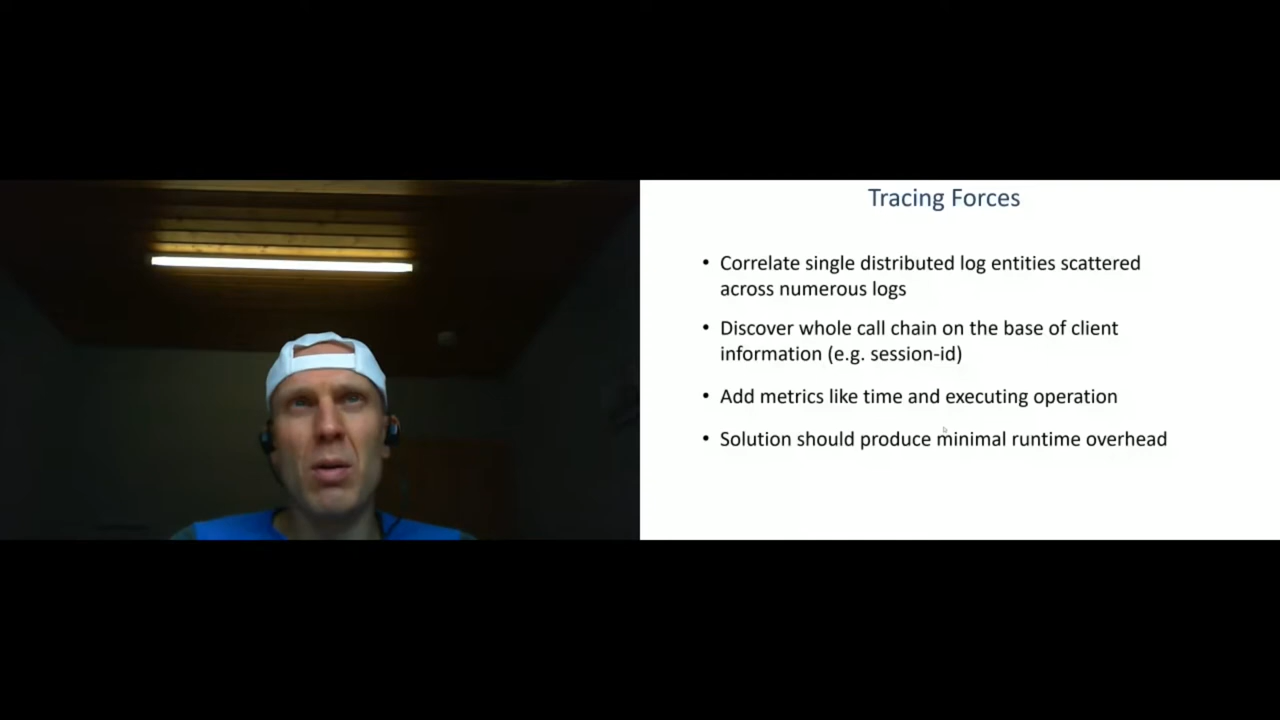 Tracing Forces
• Correlate single distributed log entities scattered
across numerous logs
• Discover whole call chain on the base of client
information (e.g. session-id)
• Add metrics like time and executing operation
• Solution should produce minimal runtime overhead